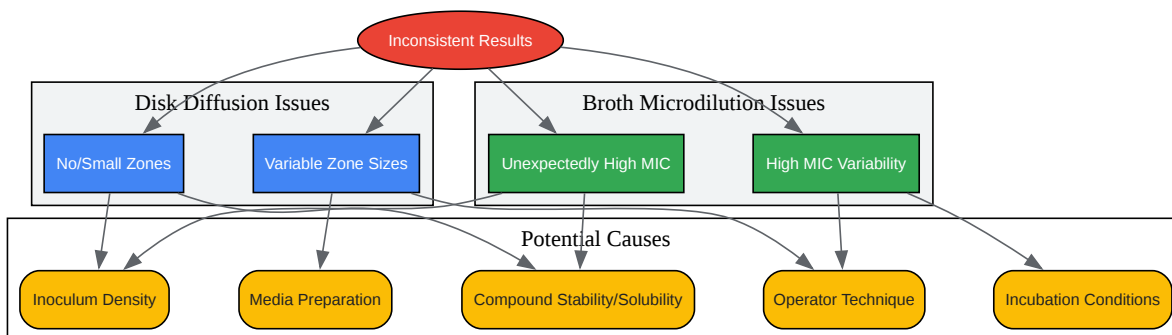 Inconsistent Results
Disk Diffusion Issues
Broth Microdilution Issues
No/Small Zones
Variable Zone Sizes
Unexpectedly High MIC
High MIC Variability
Potential Causes
Inoculum Density
Media Preparation
Compound Stability/Solubility
Operator Technique
Incubation Conditions